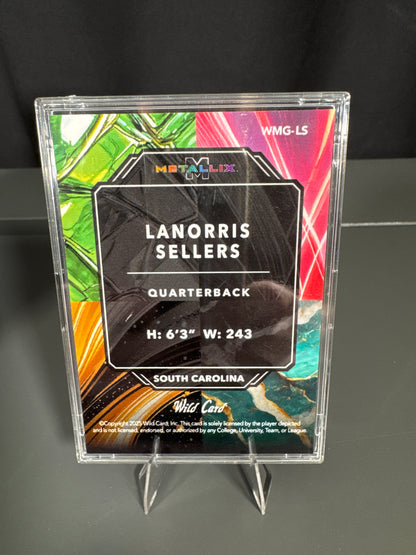 WMG-LS
M
METALLIX
LANORRIS
SELLERS
QUARTERBACK
H: 6'3" W: 243
SOUTH CAROLINA
Wild Card
©Copyright 2025 Wild Card, Inc. This card is solely licensed by the player depicted
and is not licensed, endorsed, or authorized by any College, University, Team, or League.